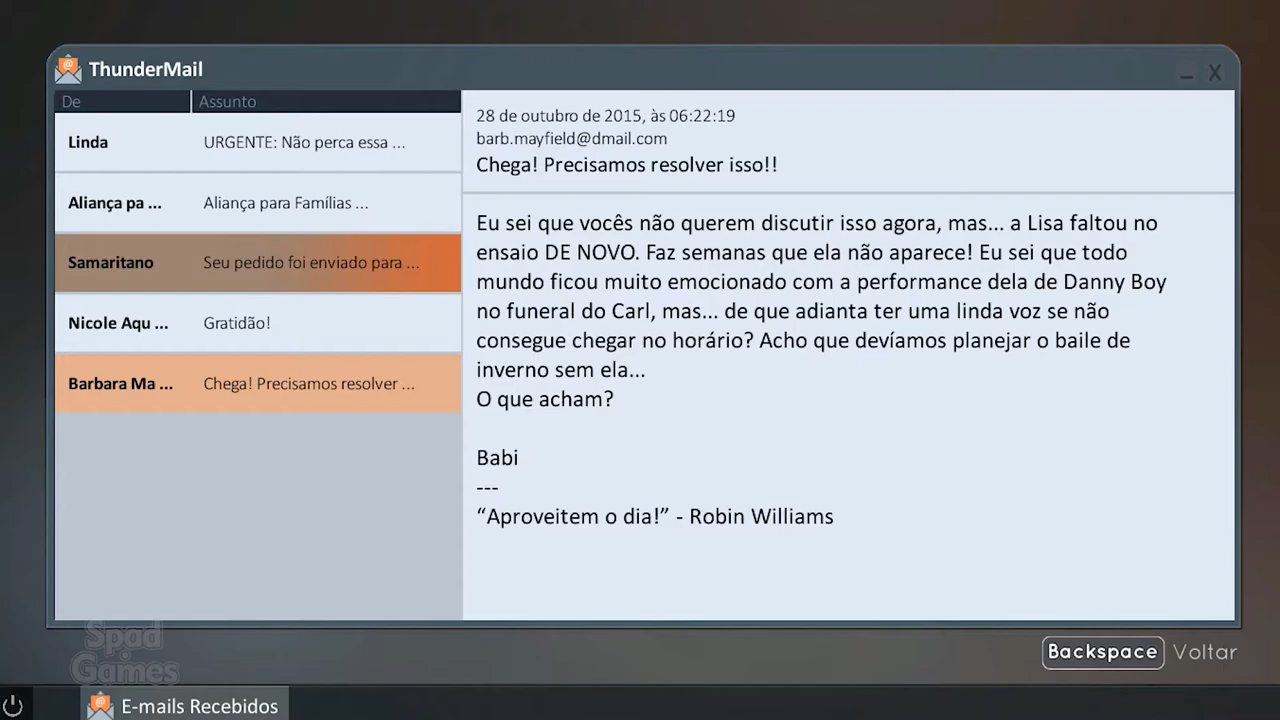 ThunderMail
De Assunto
Linda URGENTE: Não perca essa ...
Aliança pa ... Aliança para Famílias ...
Samaritano Seu pedido foi enviado para ...
Nicole Aqu ... Gratidão!
Barbara Ma ... Chega! Precisamos resolver ...
28 de outubro de 2015, às 06:22:19
barb.mayfield@dmail.com
Chega! Precisamos resolver isso!!
Eu sei que vocês não querem discutir isso agora, mas... a Lisa faltou no
ensaio DE NOVO. Faz semanas que ela não aparece! Eu sei que todo
mundo ficou muito emocionado com a performance dela de Danny Boy
no funeral do Carl, mas... de que adianta ter uma linda voz se não
consegue chegar no horário? Acho que devíamos planejar o baile de
inverno sem ela...
O que acham?
Babi
---
“Aproveitem o dia!” - Robin Williams
Spad
Games
Backspace Voltar
E-mails Recebidos